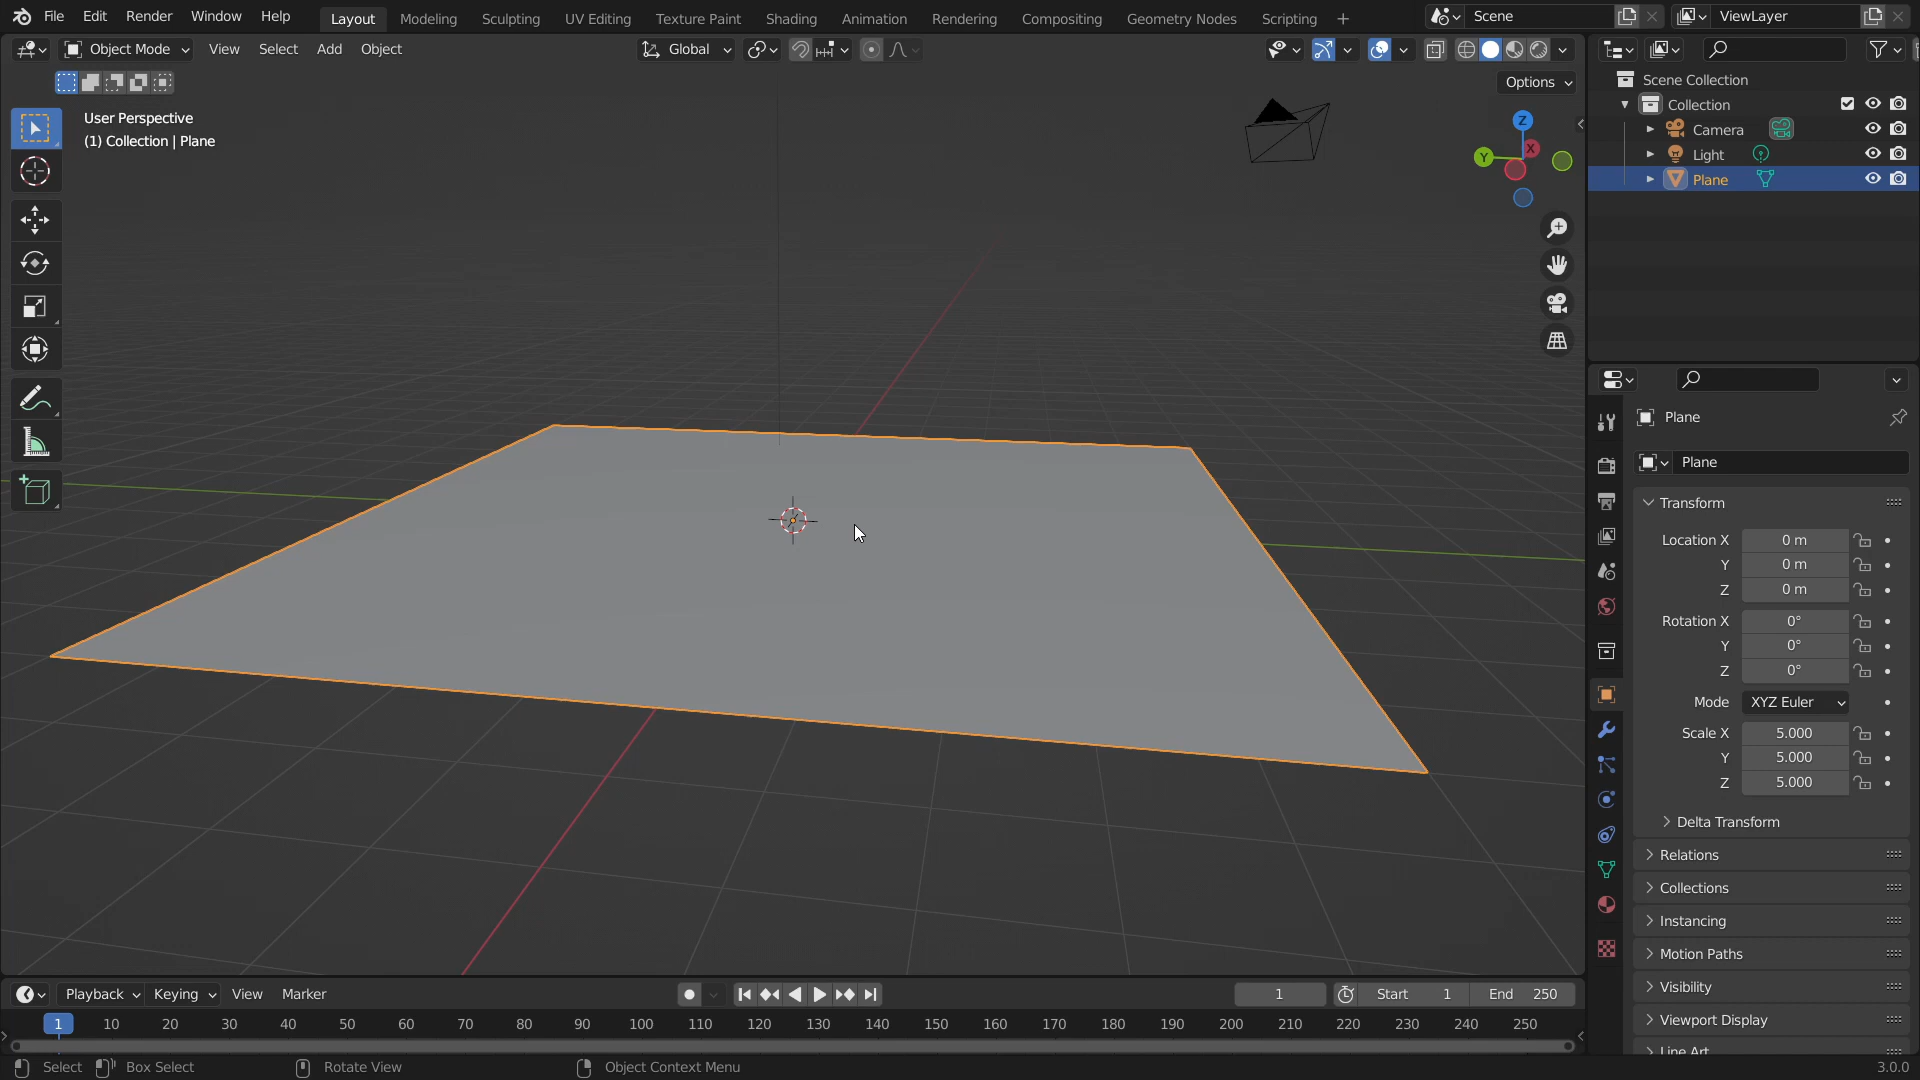 File Edit Render Window Help Layout Modeling Sculpting UV Editing Texture Paint Shading Animation Rendering Compositing Geometry Nodes Scripting + Scene ViewLayer
Object Mode View Select Add Object Global
Options
User Perspective
(1) Collection | Plane
Z
Y
X
Scene Collection
Collection
Camera
Light
Plane
Plane
Plane
Transform
Location X 0 m
Y 0 m
Z 0 m
Rotation X 0°
Y 0°
Z 0°
Mode XYZ Euler
Scale X 5.000
Y 5.000
Z 5.000
Delta Transform
Relations
Collections
Instancing
Motion Paths
Visibility
Viewport Display
Line Art
Playback Keying View Marker 1 Start 1 End 250
1 10 20 30 40 50 60 70 80 90 100 110 120 130 140 150 160 170 180 190 200 210 220 230 240 250
Select Box Select Rotate View Object Context Menu 3.0.0